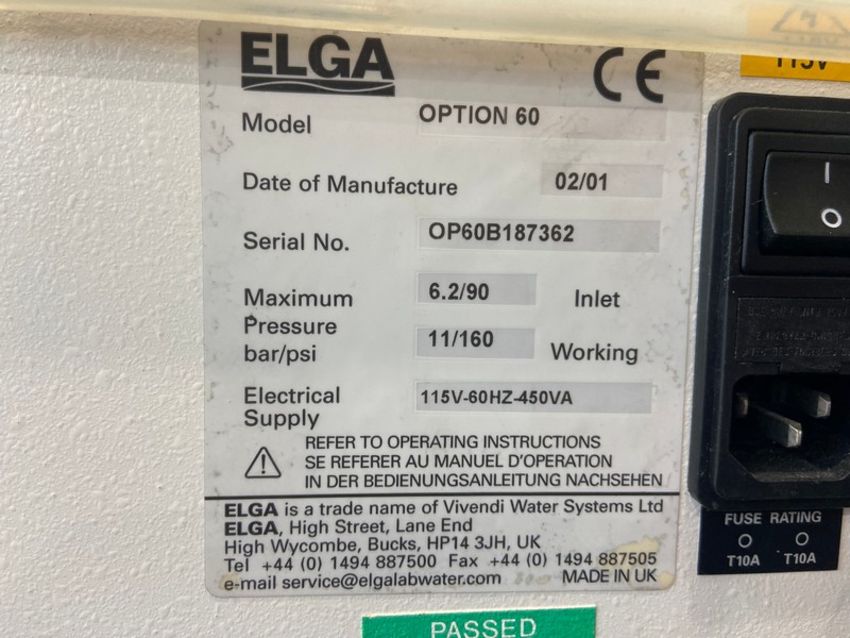 ELGA CE
Model OPTION 60
Date of Manufacture 02/01
Serial No. OP60B187362
Maximum 6.2/90 Inlet
Pressure
bar/psi 11/160 Working
Electrical 115V-60HZ-450VA
Supply
REFER TO OPERATING INSTRUCTIONS
SE REFERER AU MANUEL D'OPERATION
IN DER BEDIENUNGSANLEITUNG NACHSEHEN
ELGA is a trade name of Vivendi Water Systems Ltd
ELGA, High Street, Lane End
High Wycombe, Bucks, HP14 3JH, UK
Tel +44 (0) 1494 887500 Fax +44 (0) 1494 887505
e-mail service@elgalabwater.com MADE IN UK
115V
I
O
FUSE RATING
T10A T10A
PASSED